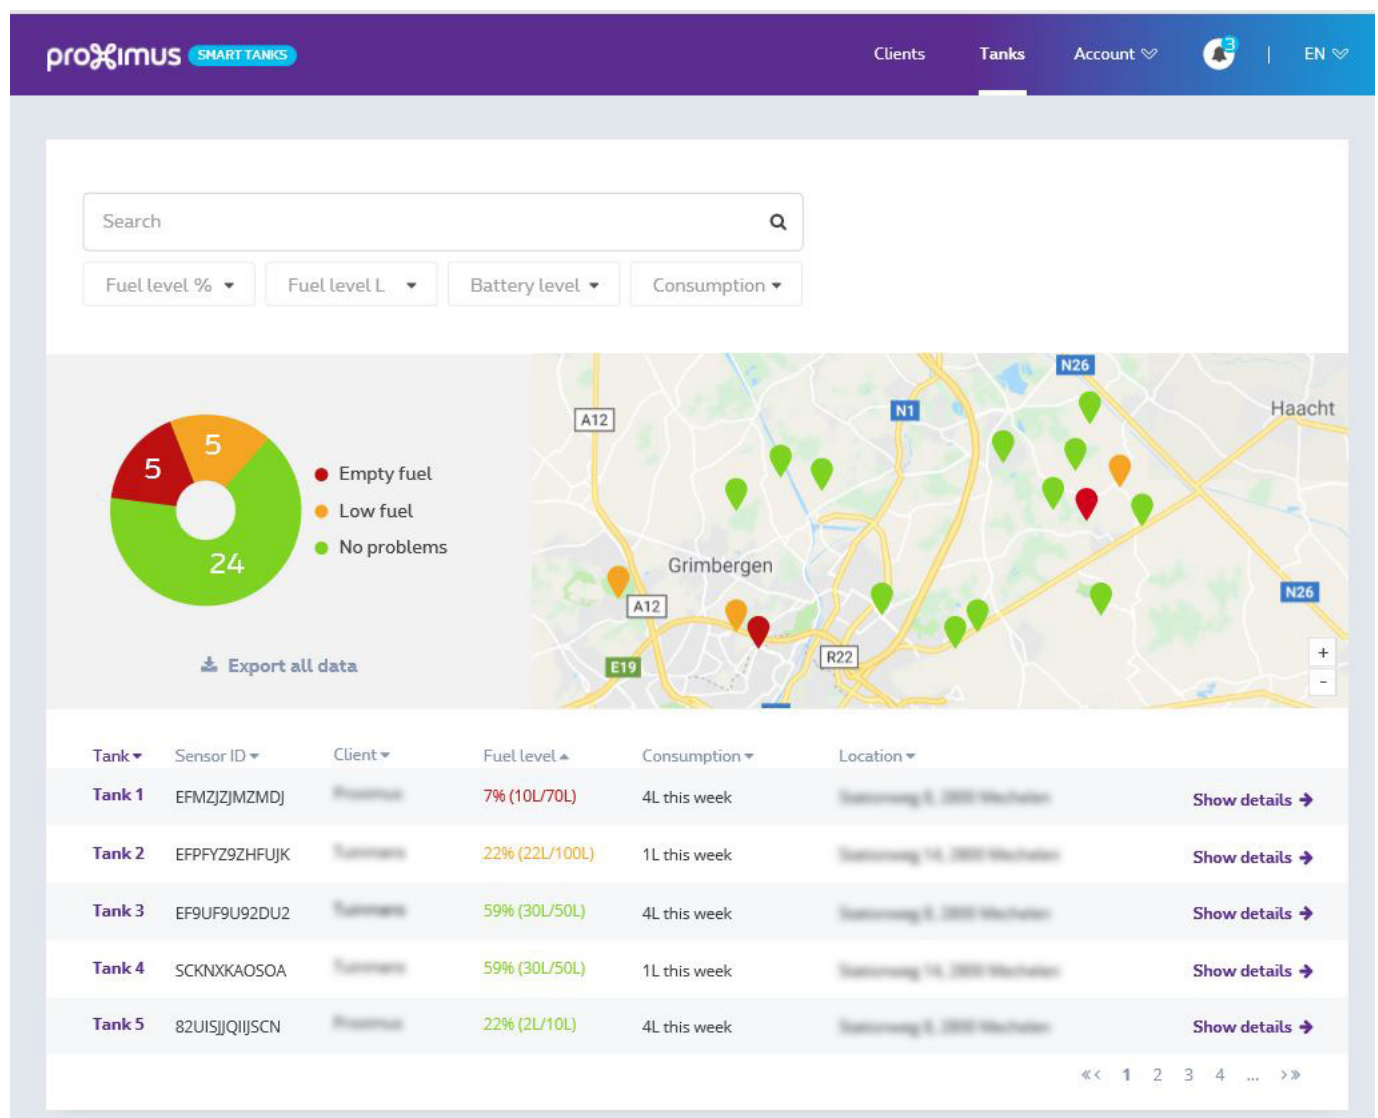 proximus SMART TANKS Clients Tanks Account 3 | EN
Search
Fuel level % Fuel level L Battery level Consumption
N26
A12 N1 Haacht
5 5
Empty fuel
Low fuel
No problems
24
Grimbergen
A12 N26
R22
E19
+
-
Export all data
Tank Sensor ID Client Fuel level Consumption Location
Tank 1 EFMZJZJMZMDJ 7% (10L/70L) 4L this week Show details
Tank 2 EFPFYZ9ZHFUJK 22% (22L/100L) 1L this week Show details
Tank 3 EF9UF9U92DU2 59% (30L/50L) 4L this week Show details
Tank 4 SCKNXKAOSOA 59% (30L/50L) 1L this week Show details
Tank 5 82UISJJQIIJSCN 22% (2L/10L) 4L this week Show details
«‹ 1 2 3 4 ... ›»